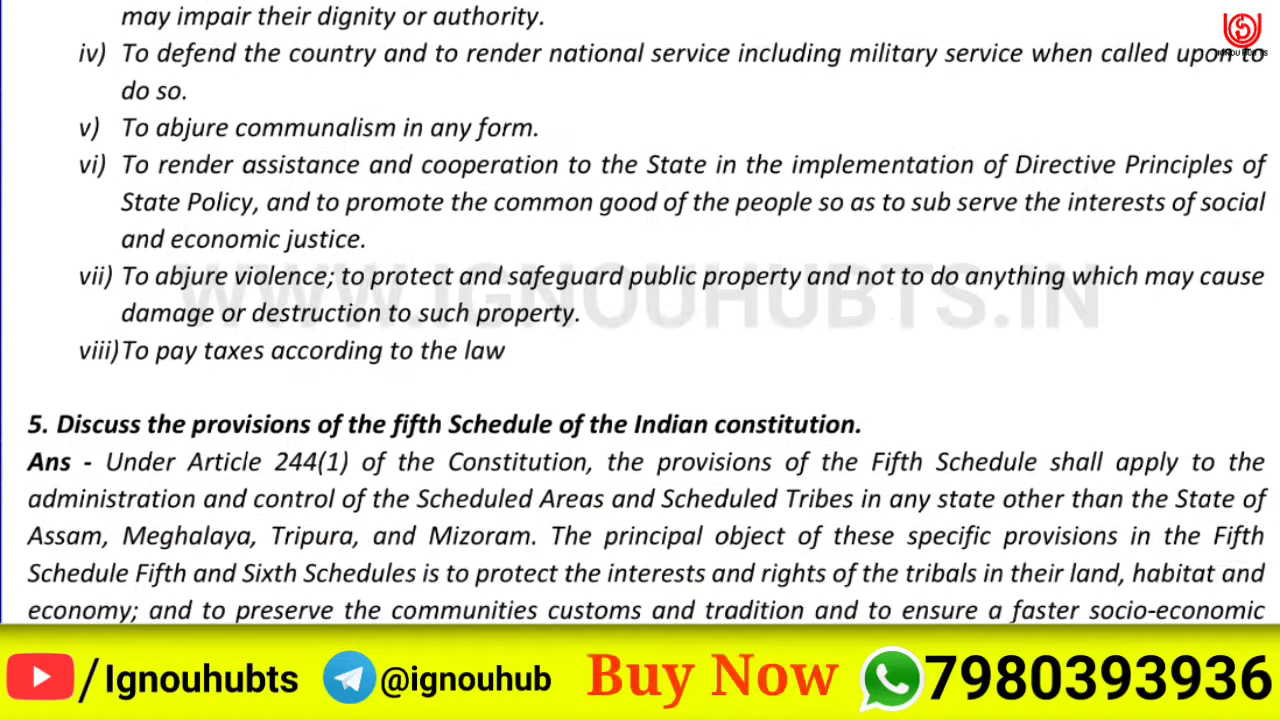 may impair their dignity or authority.
iv) To defend the country and to render national service including military service when called upon to
do so.
v) To abjure communalism in any form.
vi) To render assistance and cooperation to the State in the implementation of Directive Principles of
State Policy, and to promote the common good of the people so as to sub serve the interests of social
and economic justice.
vii) To abjure violence; to protect and safeguard public property and not to do anything which may cause
damage or destruction to such property.
viii)To pay taxes according to the law
WWW.IGNOUHUBTS.IN
5. Discuss the provisions of the fifth Schedule of the Indian constitution.
Ans - Under Article 244(1) of the Constitution, the provisions of the Fifth Schedule shall apply to the
administration and control of the Scheduled Areas and Scheduled Tribes in any state other than the State of
Assam, Meghalaya, Tripura, and Mizoram. The principal object of these specific provisions in the Fifth
Schedule Fifth and Sixth Schedules is to protect the interests and rights of the tribals in their land, habitat and
economy; and to preserve the communities customs and tradition and to ensure a faster socio-economic
/Ignouhubts @ignouhub Buy Now 7980393936